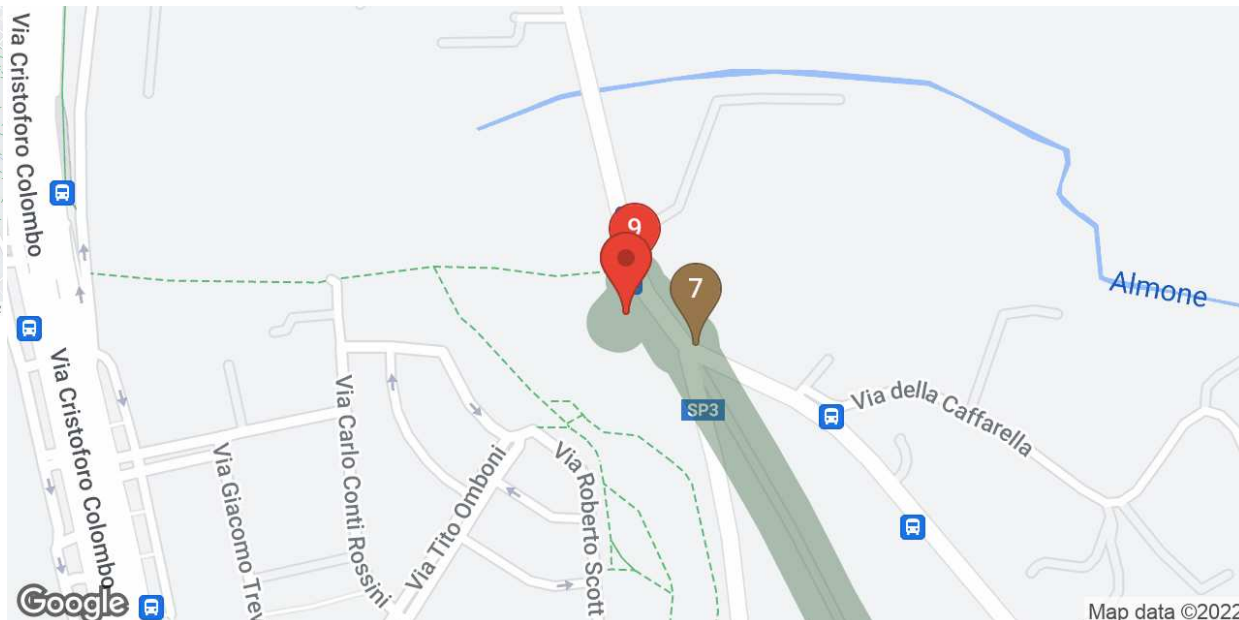 Via Cristoforo Colombo
9
7
Almone
Via Cristoforo Colombo
SP3
Via della Caffarella
Via Carlo Conti Rossini
Via Giacomo Trev
Via Tito Omboni
Via Roberto Scott
Google
Map data ©2022